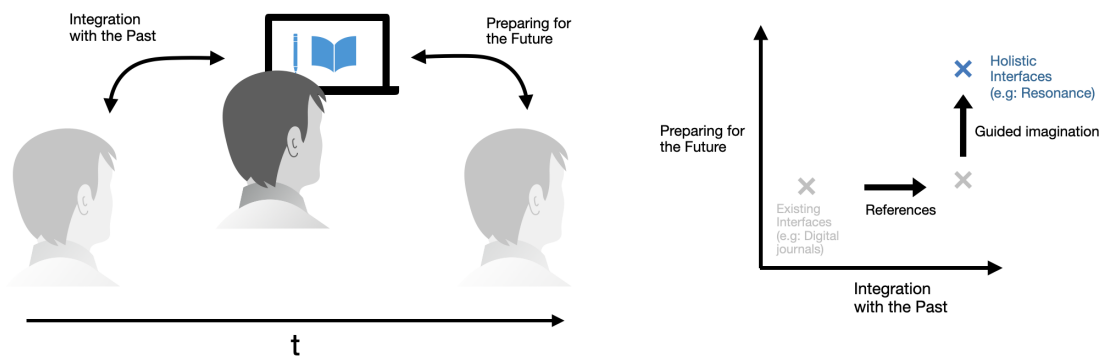 Integration
with the Past
Preparing for
the Future
t
Preparing for
the Future
Holistic
Interfaces
(e.g: Resonance)
Guided imagination
References
Existing
Interfaces
(e.g: Digital
journals)
Integration
with the Past